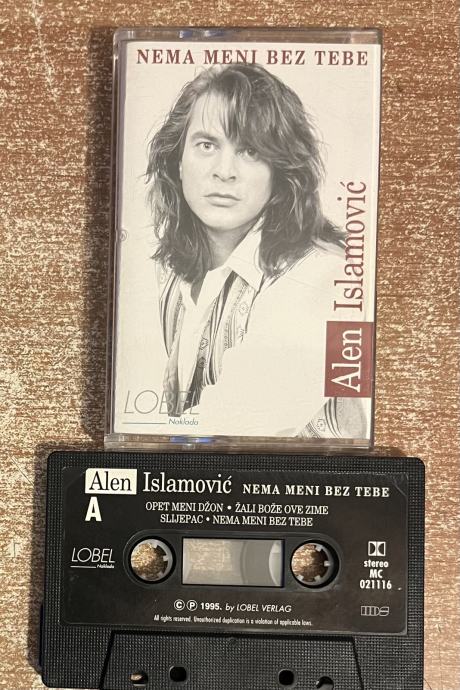 NEMA MENI BEZ TEBE
Alen Islamović
LOBEL
Naklada
Alen Islamović NEMA MENI BEZ TEBE
A
OPET MENI DŽON • ŽALI BOŽE OVE ZIME
SLIJEPAC • NEMA MENI BEZ TEBE
LOBEL
Naklada
stereo
MC
021116
© ℗ 1995. by LOBEL VERLAG
All rights reserved. Unauthorized duplication is a violation of applicable laws.